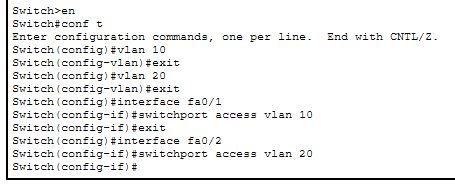 Switch>en
Switch#conf t
Enter configuration commands, one per line.  End with CNTL/Z.
Switch(config)#vlan 10
Switch(config-vlan)#exit
Switch(config)#vlan 20
Switch(config-vlan)#exit
Switch(config)#interface fa0/1
Switch(config-if)#switchport access vlan 10
Switch(config-if)#exit
Switch(config)#interface fa0/2
Switch(config-if)#switchport access vlan 20
Switch(config-if)#